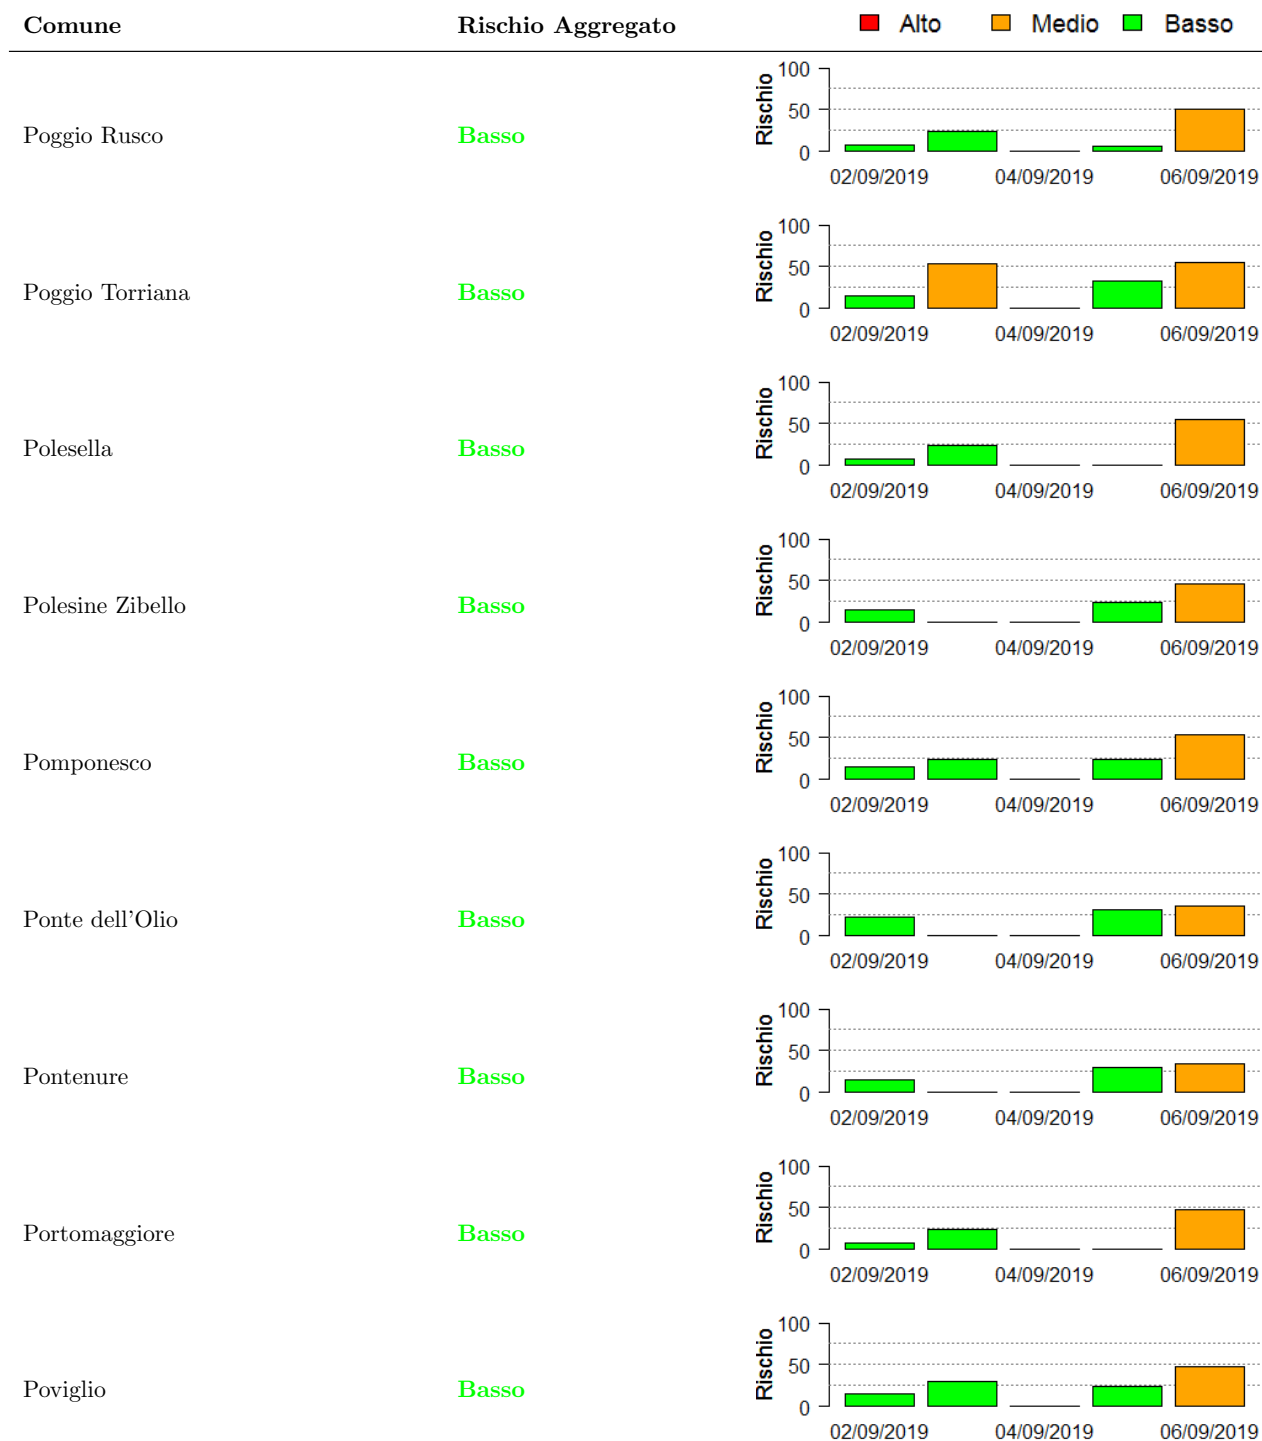 Comune Rischio Aggregato Alto Medio Basso
Poggio Rusco Basso Rischio 100 50 0
02/09/2019 04/09/2019 06/09/2019
Poggio Torriana Basso Rischio 100 50 0
02/09/2019 04/09/2019 06/09/2019
Polesella Basso Rischio 100 50 0
02/09/2019 04/09/2019 06/09/2019
Polesine Zibello Basso Rischio 100 50 0
02/09/2019 04/09/2019 06/09/2019
Pomponesco Basso Rischio 100 50 0
02/09/2019 04/09/2019 06/09/2019
Ponte dell'Olio Basso Rischio 100 50 0
02/09/2019 04/09/2019 06/09/2019
Pontenure Basso Rischio 100 50 0
02/09/2019 04/09/2019 06/09/2019
Portomaggiore Basso Rischio 100 50 0
02/09/2019 04/09/2019 06/09/2019
Poviglio Basso Rischio 100 50 0
02/09/2019 04/09/2019 06/09/2019